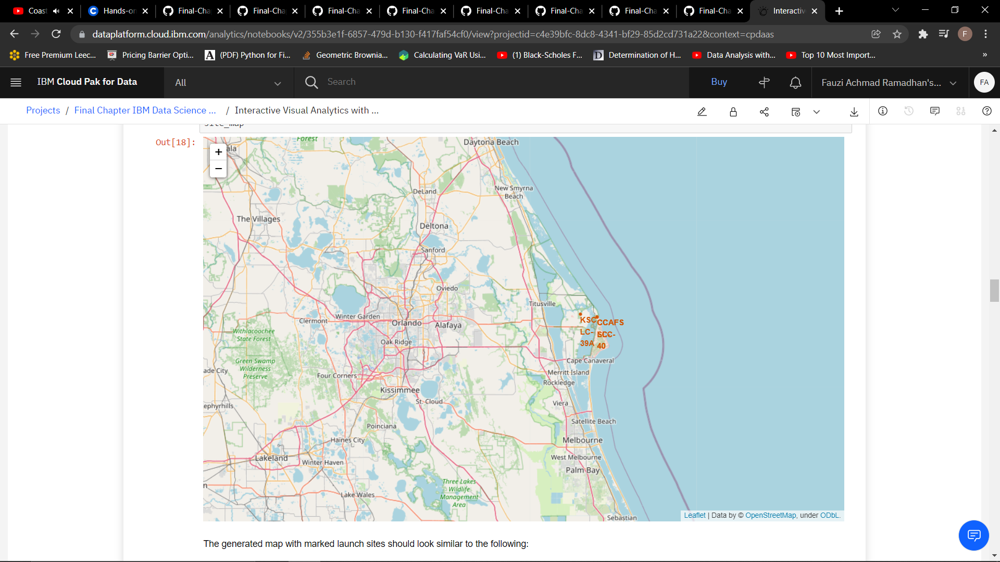 Coast
Hands-on
Final-Cha
Final-Cha
Final-Cha
Final-Cha
Final-Cha
Final-Cha
Final-Cha
Final-Cha
Interactiv
dataplatform.cloud.ibm.com/analytics/notebooks/v2/355b3e1f-6857-479d-b130-f417faf54cf0/view?projectid=c4e39bfc-8dc8-4341-bf29-85d2cd731a22&context=cpdaas
F
Free Premium Leec...
Pricing Barrier Opti...
(PDF) Python for Fi...
Geometric Brownia...
Calculating VaR Usi...
(1) Black-Scholes F...
Determination of H...
Data Analysis with...
Top 10 Most Import...
»
IBM Cloud Pak for Data
All
Search
Buy
Fauzi Achmad Ramadhan's...
FA
Projects / Final Chapter IBM Data Science ... / Interactive Visual Analytics with ...
site_map
Out[18]:
+
−
Forest
Daytona Beach
ala
New Smyrna
Beach
DeLand
The Villages
Deltona
Sanford
Oviedo
Titusville
Winter Garden
Clermont
Orlando
Alafaya
KSC
LC-
39A
CCAFS
40
Withlacoochee
State Forest
Oak Ridge
Green Swamp
Wilderness
Preserve
Cape Canaveral
ade City
Four Corners
Merritt Island
Rockledge
Kissimmee
St. Cloud
Viera
ephyrhills
Satellite Beach
Poinciana
Haines City
Melbourne
Lakeland
Winter Haven
West Melbourne
Palm Bay
n
Three Lakes
Wildlife
Management
Area
Lake Wales
Sebastian
Leaflet | Data by © OpenStreetMap, under ODbL.
The generated map with marked launch sites should look similar to the following: